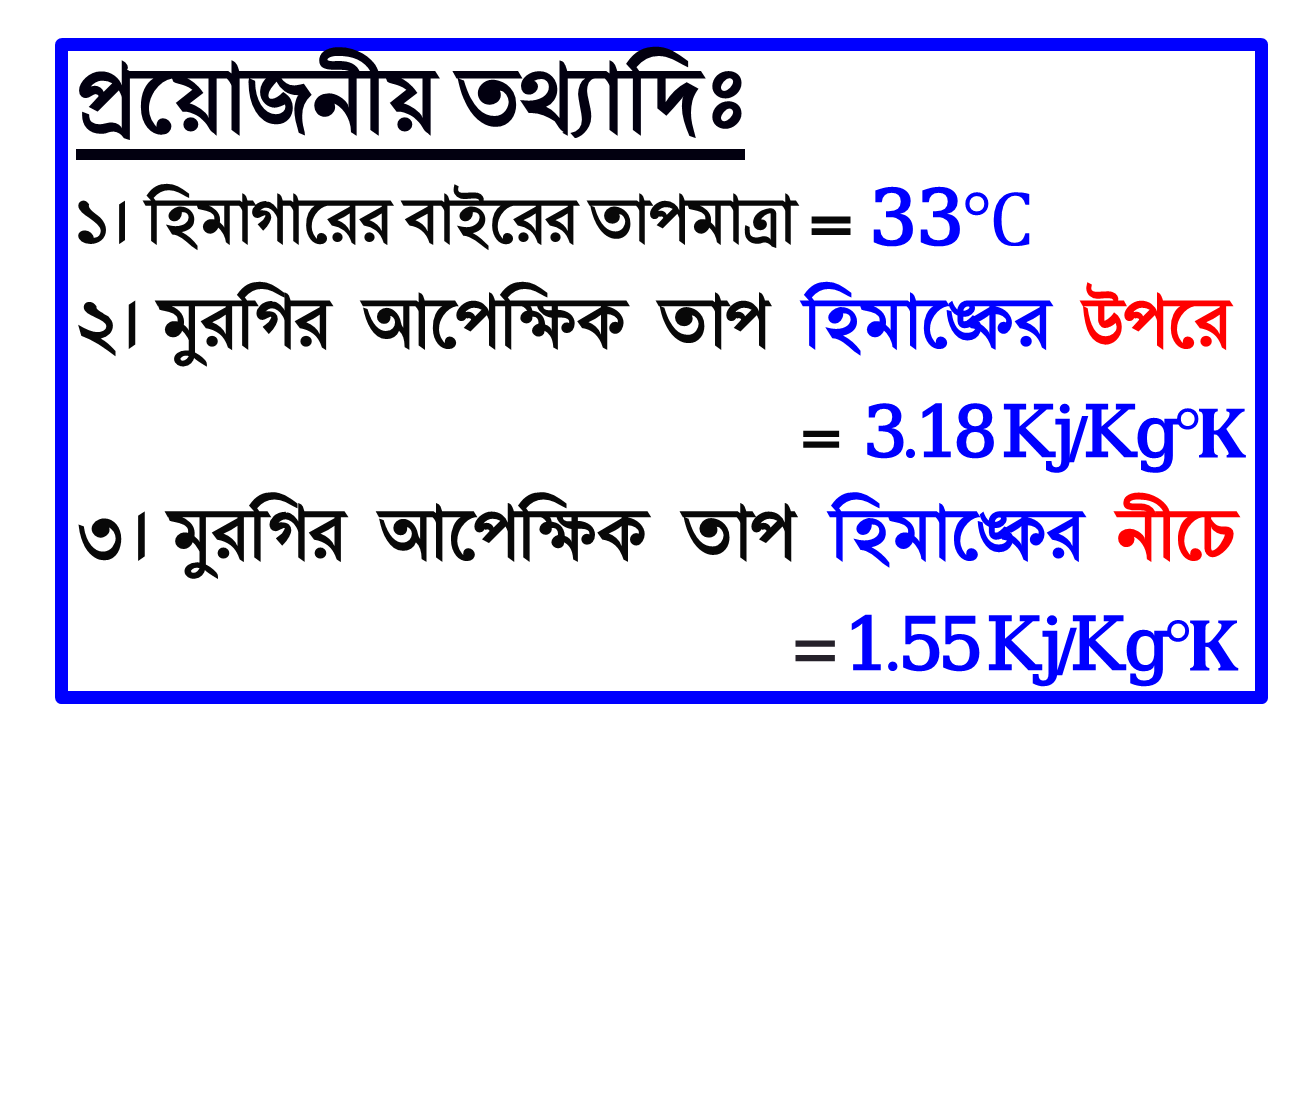 প্রয়োজনীয় তথ্যাদিঃ
১। হিমাগারের বাইরের তাপমাত্রা = 33°C
২। মুরগির আপেক্ষিক তাপ হিমাঙ্কের উপরে
= 3.18 Kj/Kg°K
৩। মুরগির আপেক্ষিক তাপ হিমাঙ্কের নীচে
= 1.55 Kj/Kg°K